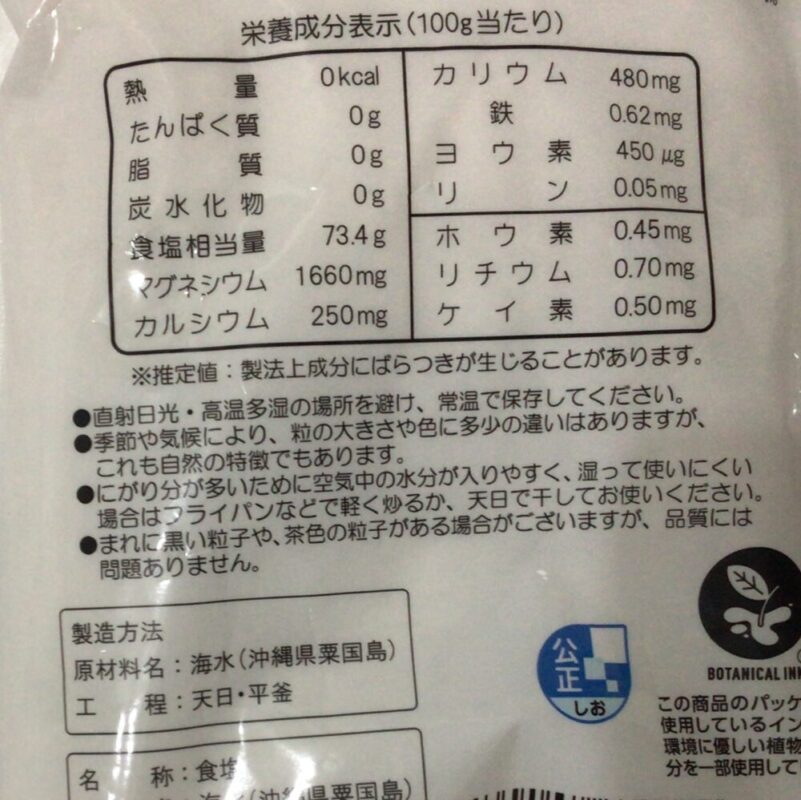 栄養成分表示(100g当たり)
熱量 0kcal
たんぱく質 0g
脂質 0g
炭水化物 0g
食塩相当量 73.4g
マグネシウム 1660mg
カルシウム 250mg
カリウム 480mg
鉄 0.62mg
ヨウ素 450μg
リン 0.05mg
ホウ素 0.45mg
リチウム 0.70mg
ケイ素 0.50mg
※推定値：製法上成分にばらつきが生じることがあります。
●直射日光・高温多湿の場所を避け、常温で保存してください。
●季節や気候により、粒の大きさや色に多少の違いはありますが、
これも自然の特徴でもあります。
●にがり分が多いために空気中の水分が入りやすく、湿って使いにくい
場合はフライパンなどで軽く炒るか、天日で干してお使いください。
●まれに黒い粒子や、茶色の粒子がある場合がございますが、品質には
問題ありません。
製造方法
原材料名：海水(沖縄県粟国島)
工程：天日・平釜
公正
しお
BOTANICAL INK
この商品のパッケ
使用しているイン
環境に優しい植物
分を一部使用して
名称：食塩
海水(沖縄県粟国島)